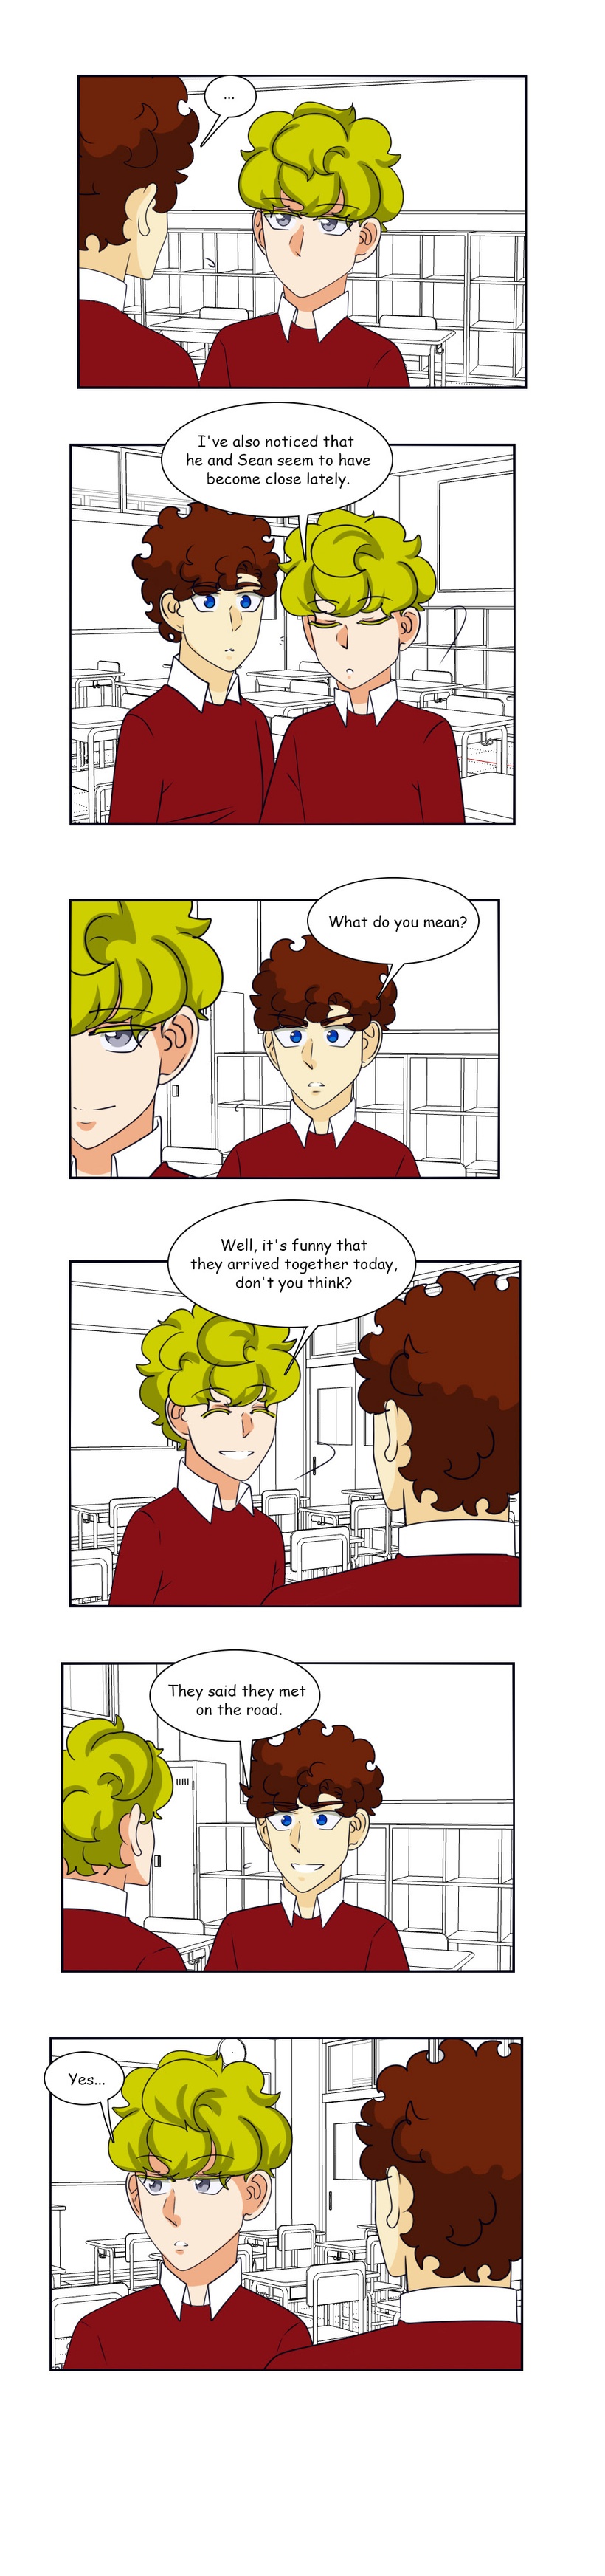 ...
I've also noticed that
he and Sean seem to have
become close lately.
What do you mean?
Well, it's funny that
they arrived together today,
don't you think?
They said they met
on the road.
Yes...